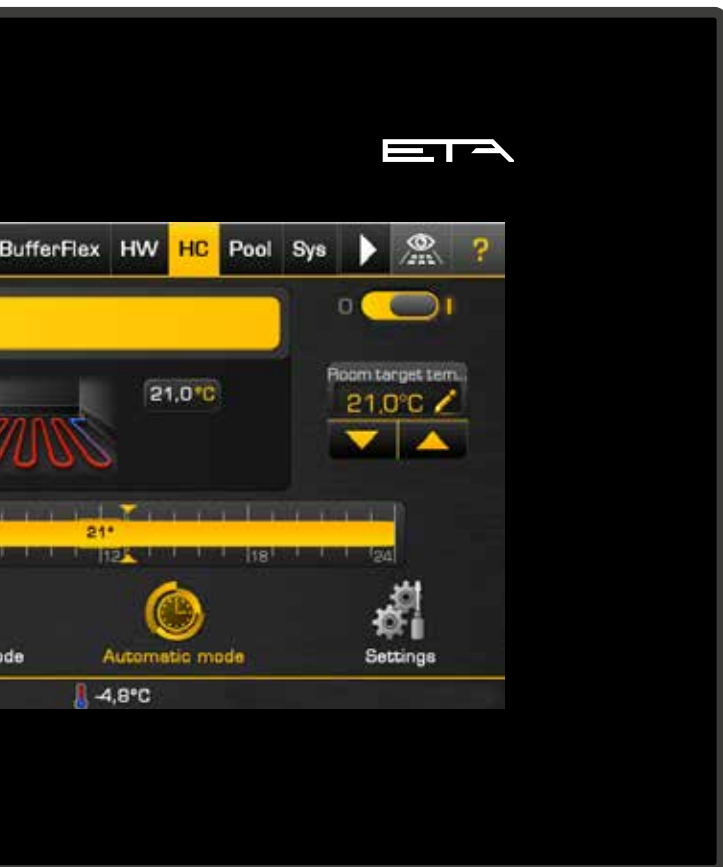 ETA
BufferFlex HW HC Pool Sys ?
0 I
Room target tem...
21,0°C
21,0°C
21°
12 18 24
ode Automatic mode Settings
-4,8°C